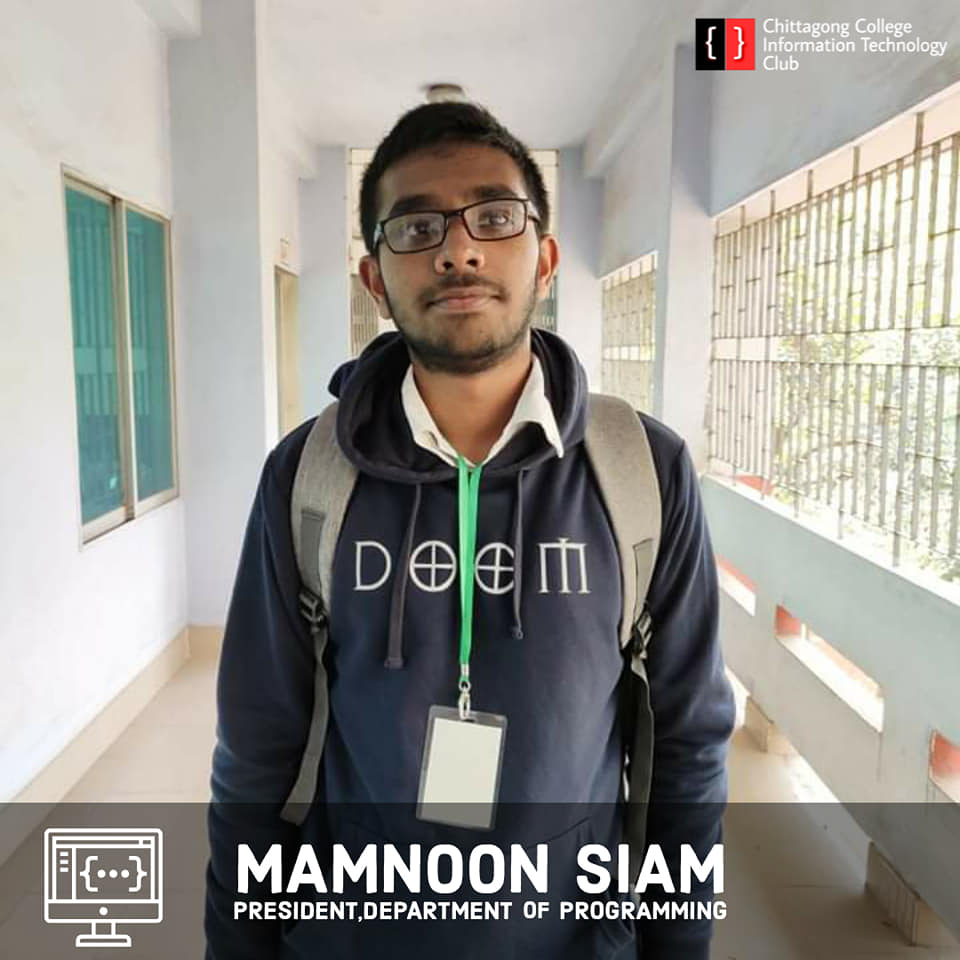 { }
Chittagong College
Information Technology
Club
DOOM
{•••}
MAMNOON SIAM
PRESIDENT,DEPARTMENT OF PROGRAMMING